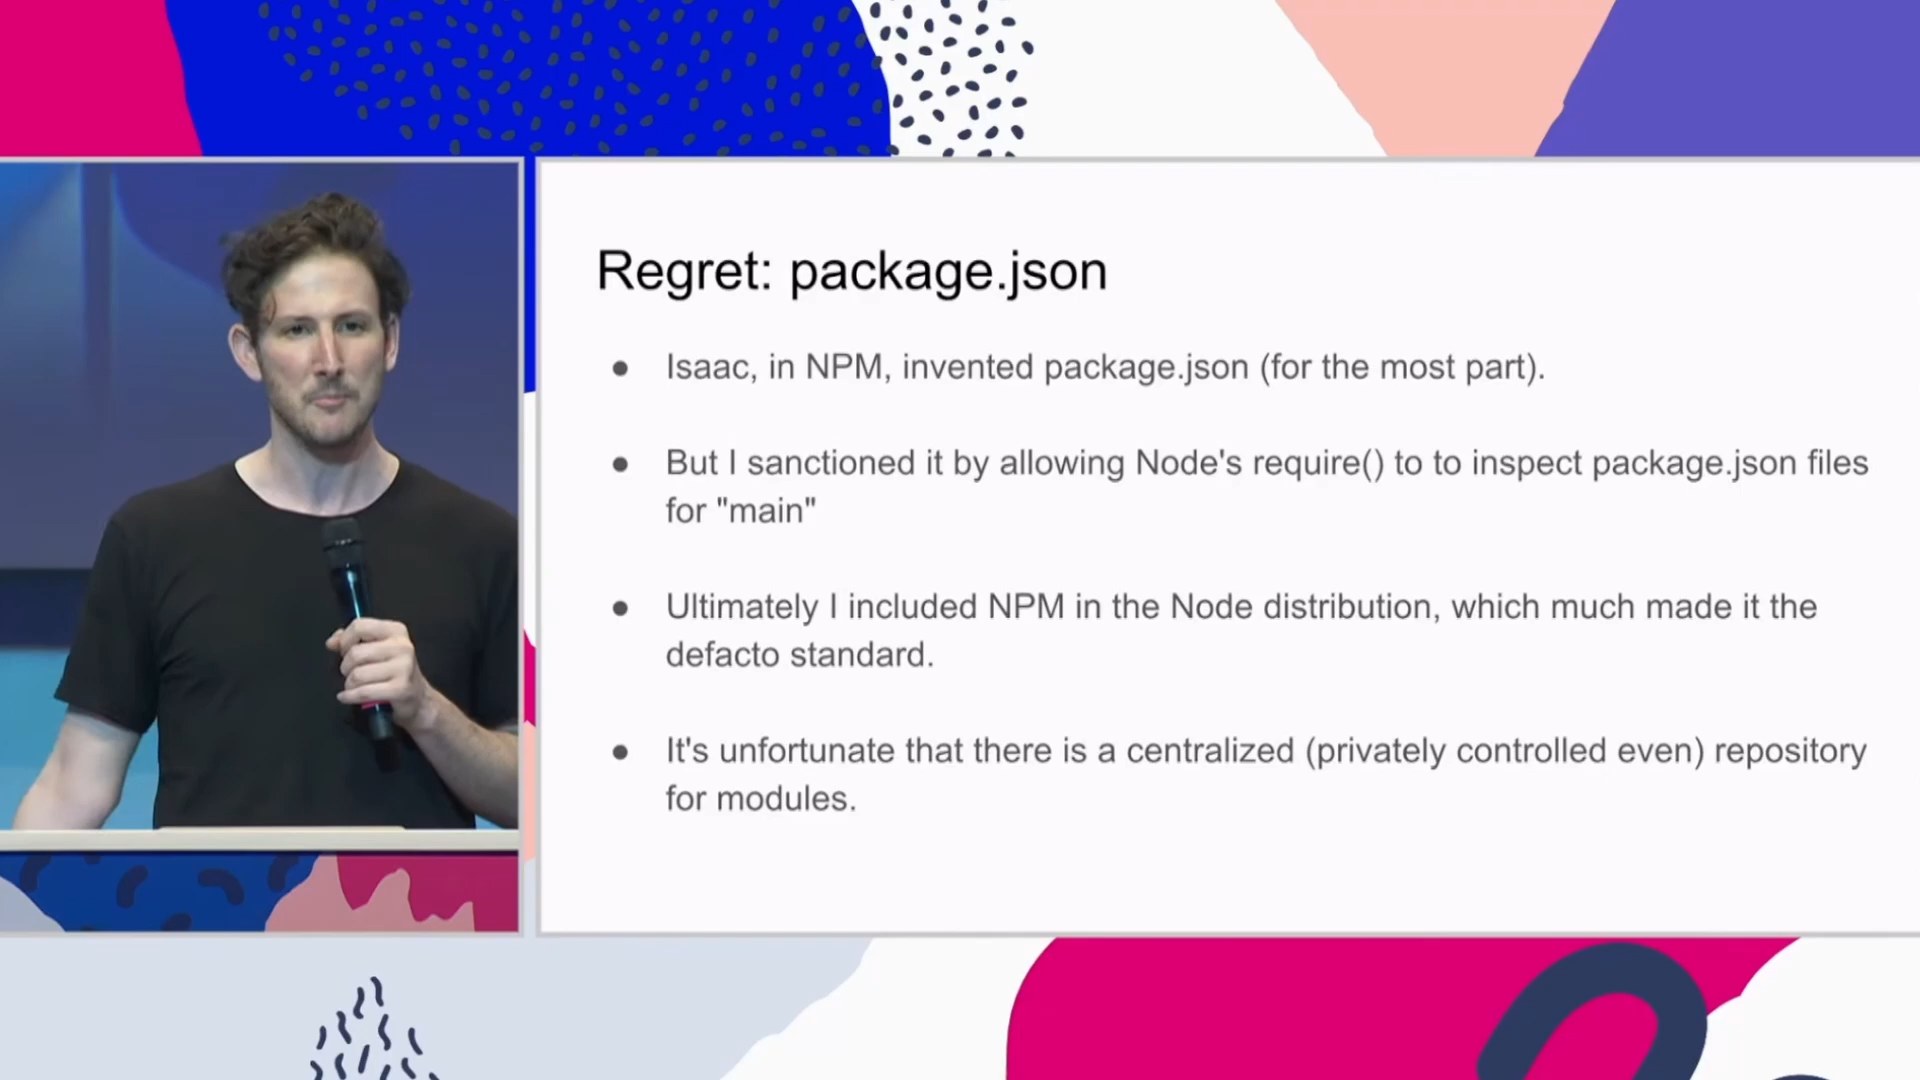 Regret: package.json
● Isaac, in NPM, invented package.json (for the most part).
● But I sanctioned it by allowing Node's require() to to inspect package.json files
for "main"
● Ultimately I included NPM in the Node distribution, which much made it the
defacto standard.
● It's unfortunate that there is a centralized (privately controlled even) repository
for modules.